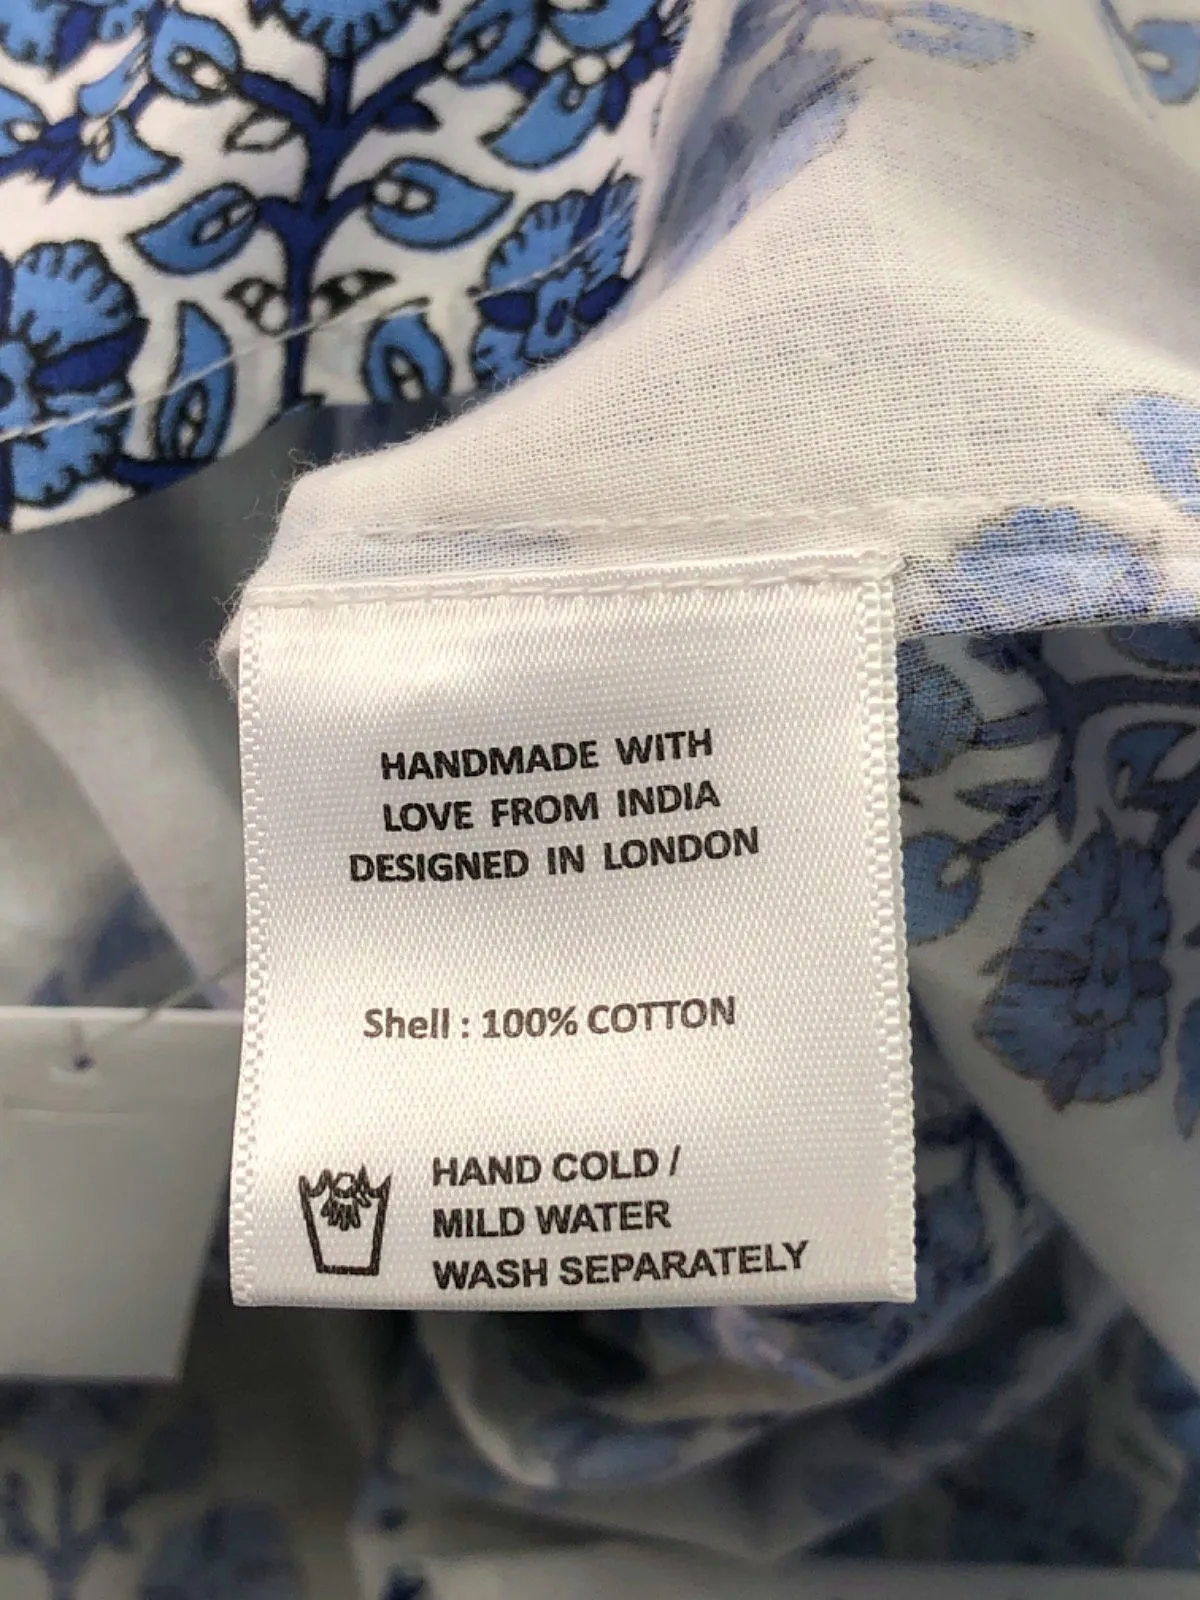 HANDMADE WITH
LOVE FROM INDIA
DESIGNED IN LONDON
Shell : 100% COTTON
HAND COLD /
MILD WATER
WASH SEPARATELY